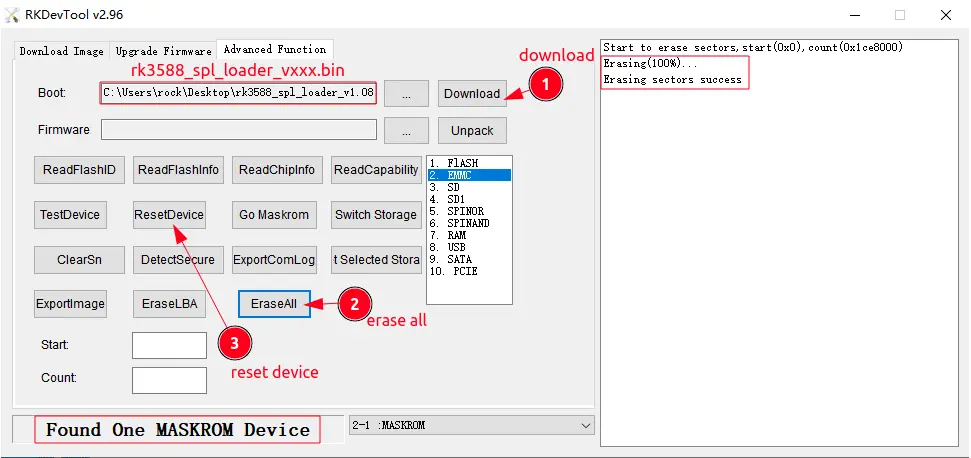 RKDevTool v2.96
Download Image Upgrade Firmware Advanced Function
rk3588_spl_loader_vxxx.bin
download
Boot: C:\Users\rock\Desktop\rk3588_spl_loader_v1.08 ... Download
1
Firmware ... Unpack
ReadFlashID ReadFlashInfo ReadChipInfo ReadCapability
TestDevice ResetDevice Go Maskrom Switch Storage
ClearSn DetectSecure ExportComLog t Selected Stora
ExportImage EraseLBA EraseAll
1. FlASH
2. EMMC
3. SD
4. SD1
5. SPINOR
6. SPINAND
7. RAM
8. USB
9. SATA
10. PCIE
2
erase all
3
reset device
Start:
Count:
Found One MASKROM Device
2-1 :MASKROM
Start to erase sectors,start(0x0),count(0x1ce8000)
Erasing(100%)...
Erasing sectors success